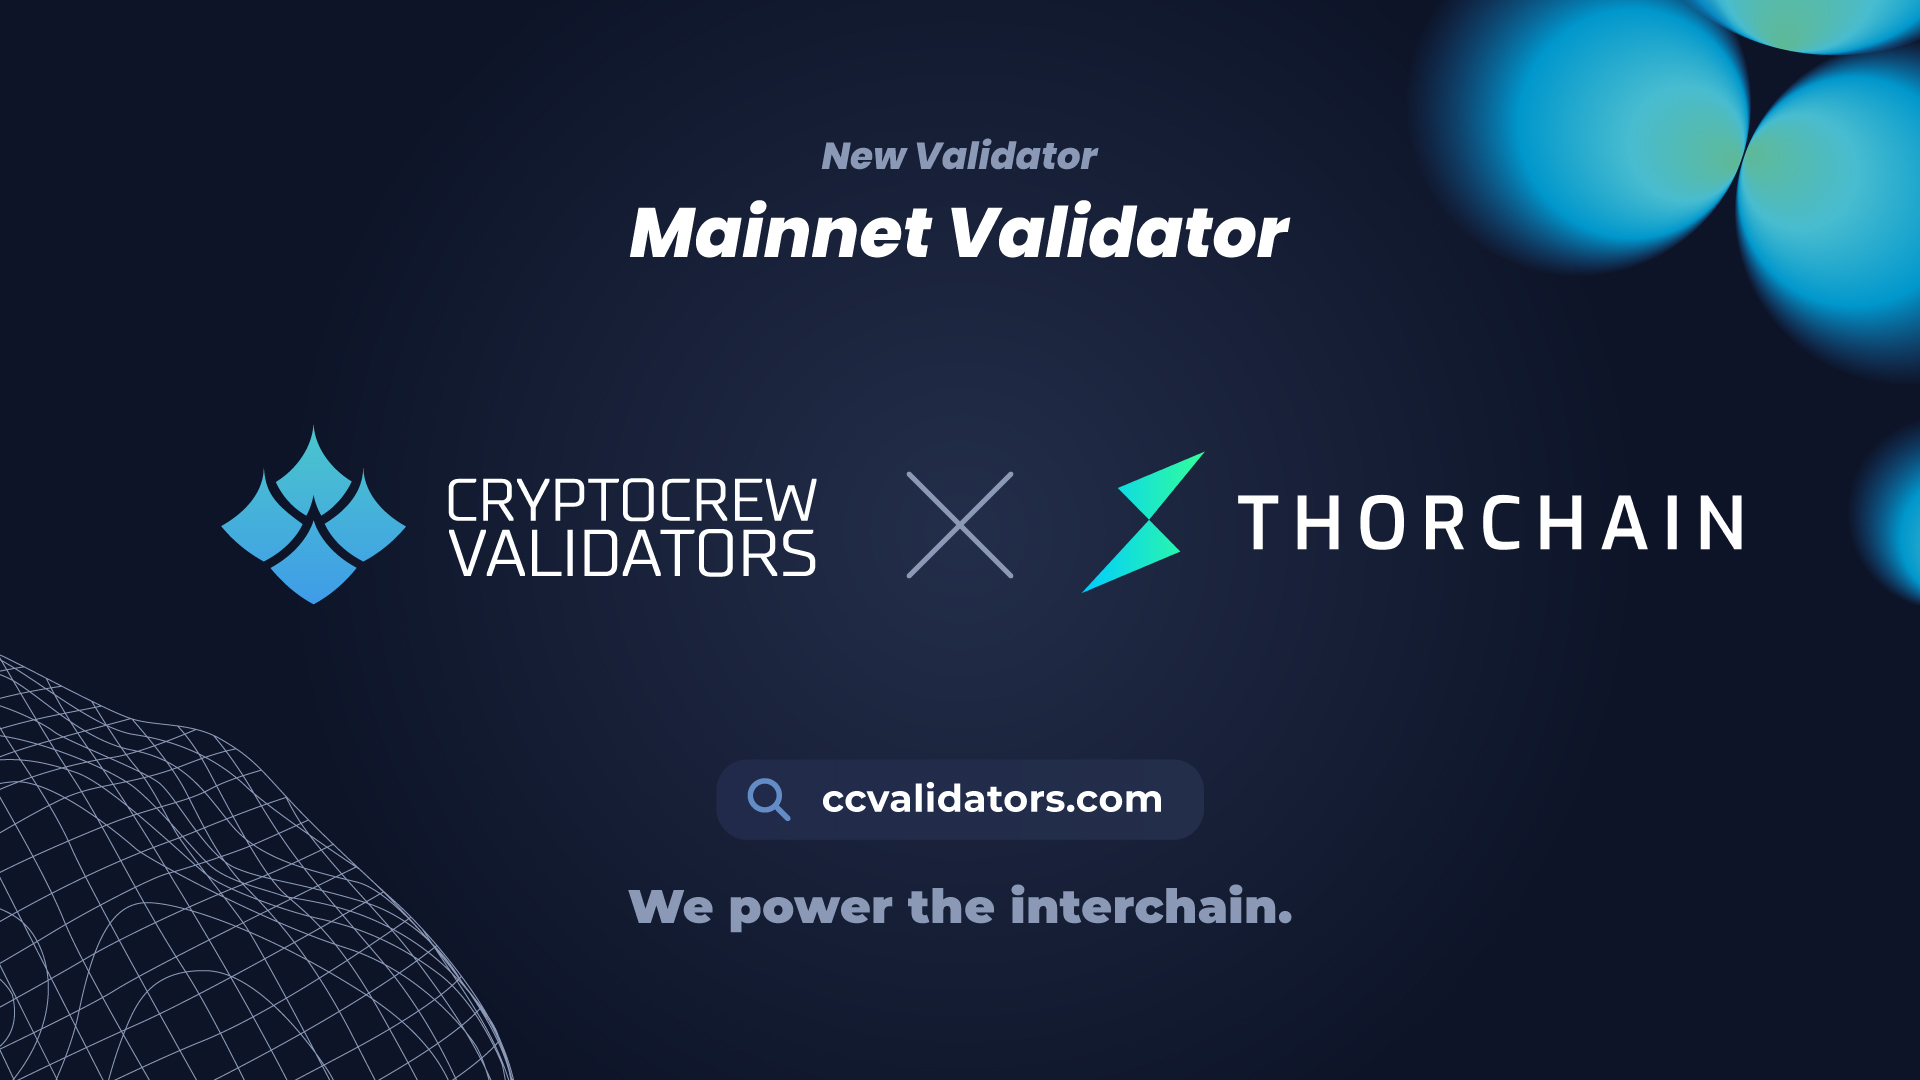 New Validator
Mainnet Validator
CRYPTOCREW
VALIDATORS
THORCHAIN
ccvalidators.com
We power the interchain.